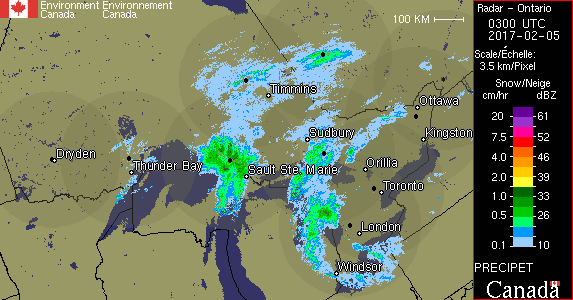 Environment Environnement
Canada Canada
100 KM
Timmins
Ottawa
Sudbury
Kingston
Dryden
Thunder Bay
Sault Ste. Marie
Orillia
Toronto
London
Windsor
Radar - Ontario
0300 UTC
2017-02-05
Scale/Échelle:
3.5 km/Pixel
Snow/Neige
cm/hr dBZ
20 61
7.5 52
4.0 46
2.0 39
1.0 33
0.5 26
0.1 10
PRECIPET
Canada